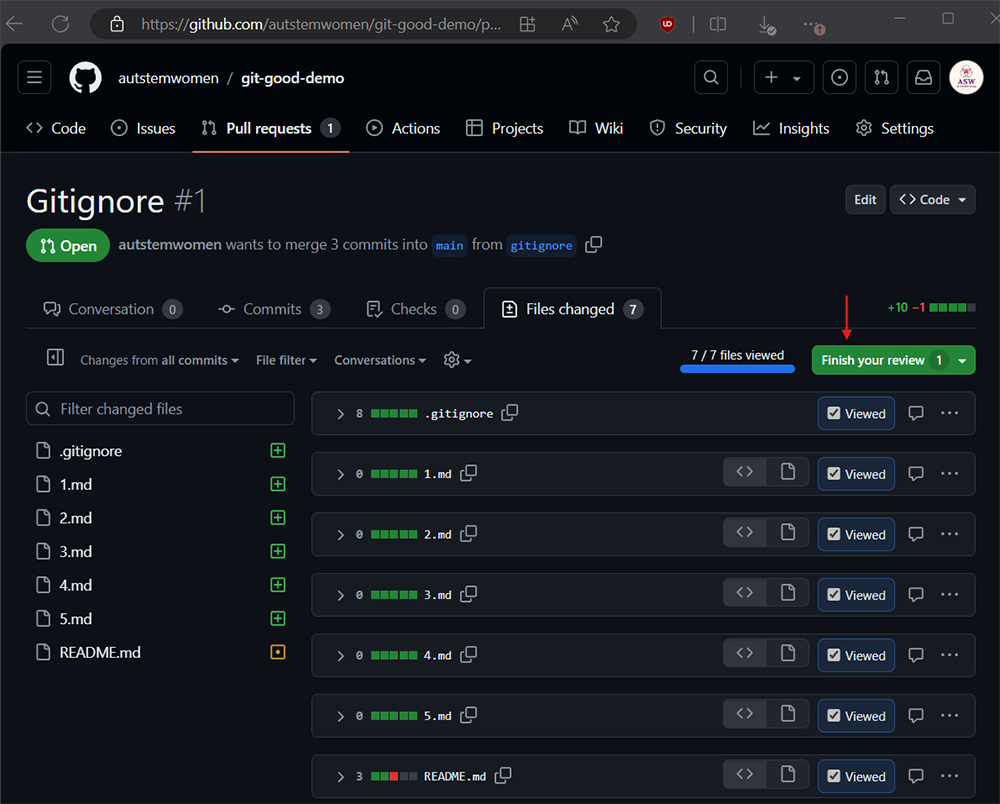 https://github.com/autstemwomen/git-good-demo/p...
autstemwomen / git-good-demo
ASW
Code Issues Pull requests 1 Actions Projects Wiki Security Insights Settings
Gitignore #1
Edit Code
Open autstemwomen wants to merge 3 commits into main from gitignore
Conversation 0 Commits 3 Checks 0 Files changed 7 +10 −1
Changes from all commits File filter Conversations 7 / 7 files viewed Finish your review 1
Filter changed files
.gitignore
1.md
2.md
3.md
4.md
5.md
README.md
8 .gitignore Viewed
0 1.md Viewed
0 2.md Viewed
0 3.md Viewed
0 4.md Viewed
0 5.md Viewed
3 README.md Viewed